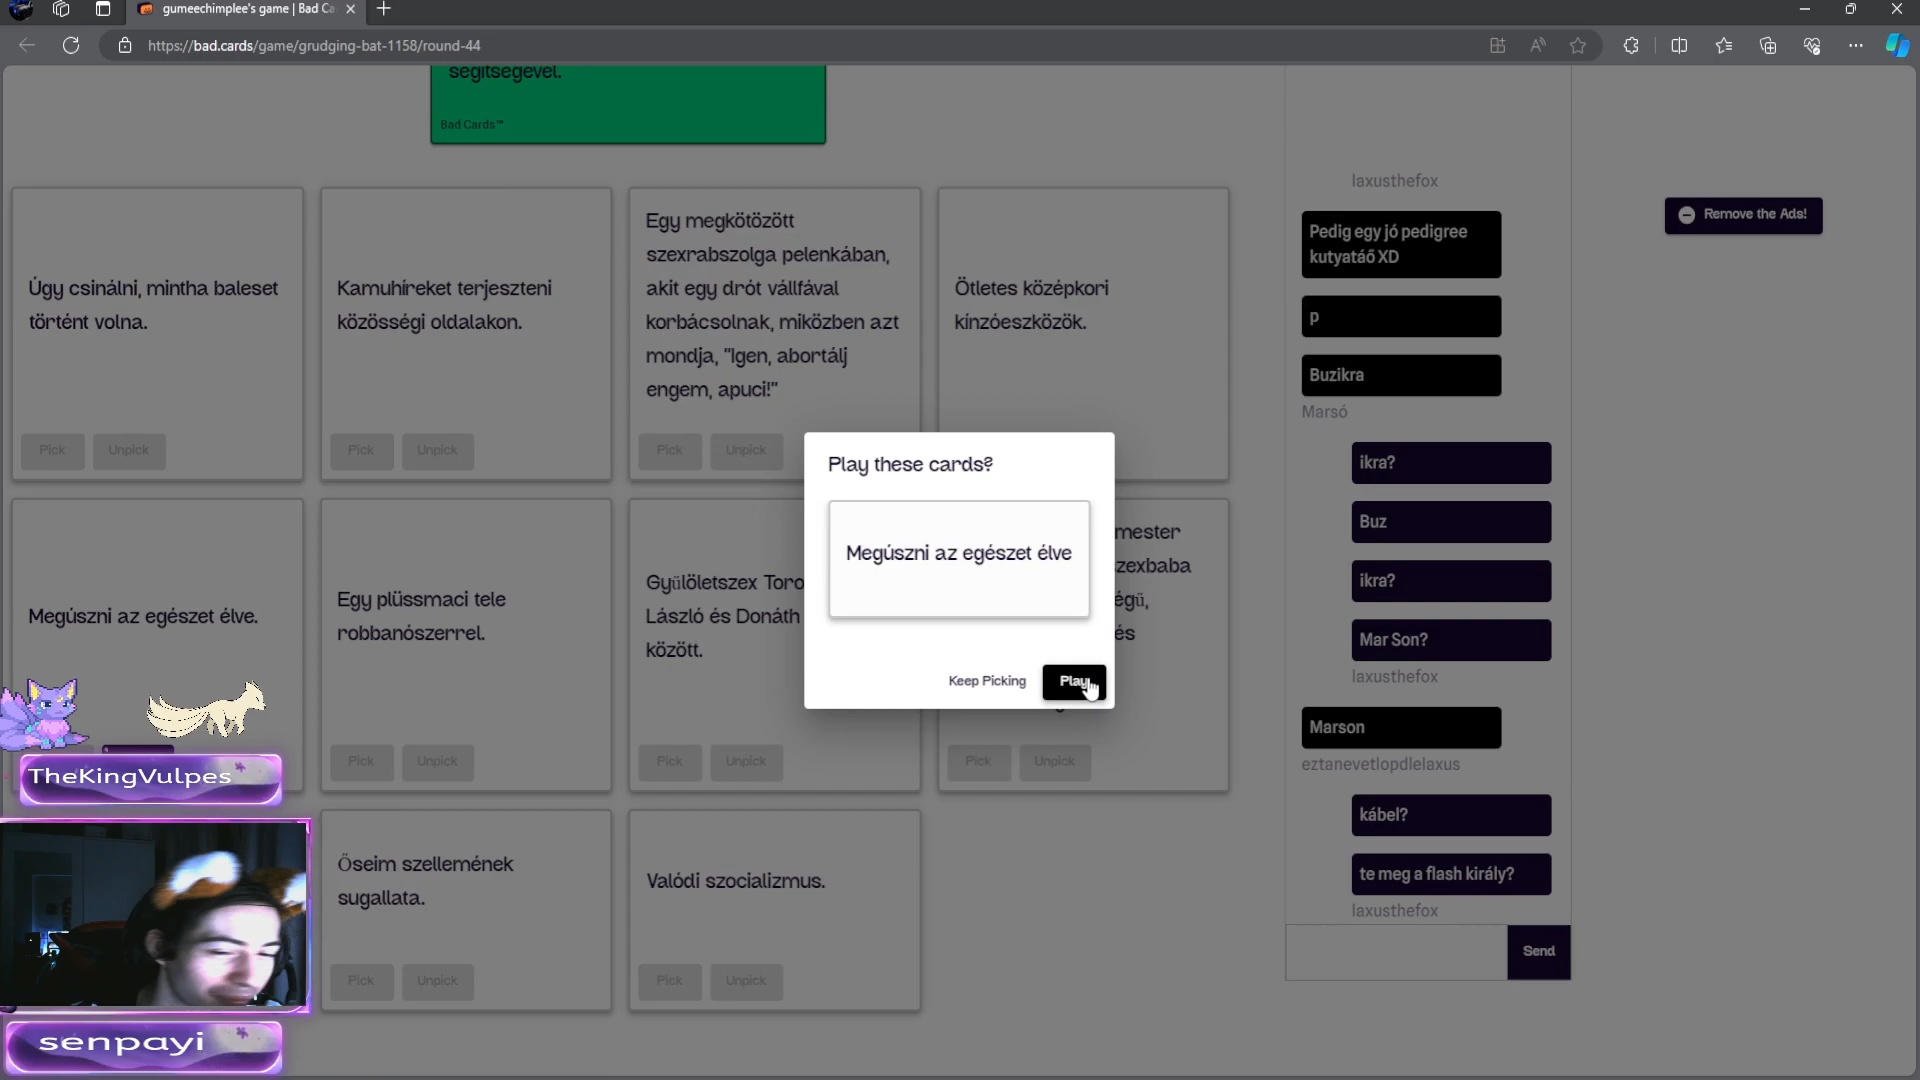 gumeechimplee's game | Bad Ca
https://bad.cards/game/grudging-bat-1158/round-44
segítségével.
Bad Cards™
Úgy csinálni, mintha baleset
történt volna.
Pick
Unpick
Kamuhíreket terjeszteni
közösségi oldalakon.
Pick
Unpick
Egy megkötözött
szexrabszolga pelenkában,
akit egy drót vállfával
korbácsolnak, miközben azt
mondja, "Igen, abortálj
engem, apuci!"
Pick
Unpick
Ötletes középkori
kínzóeszközök.
Megúszni az egészet élve.
Egy plüssmaci tele
robbanószerrel.
Pick
Unpick
Gyűlöletszex Toro
László és Donáth
között.
Pick
Unpick
mester
zexbaba
égű,
és
Pick
Unpick
Őseim szellemének
sugallata.
Pick
Unpick
Valódi szocializmus.
Pick
Unpick
Play these cards?
Megúszni az egészet élve
Keep Picking
Play
laxusthefox
Pedig egy jó pedigree
kutyatáő XD
p
Buzikra
Marsó
ikra?
Buz
ikra?
Mar Son?
laxusthefox
Marson
eztanevetlopdlelaxus
kábel?
te meg a flash király?
laxusthefox
Send
Remove the Ads!
TheKingVulpes
senpayi